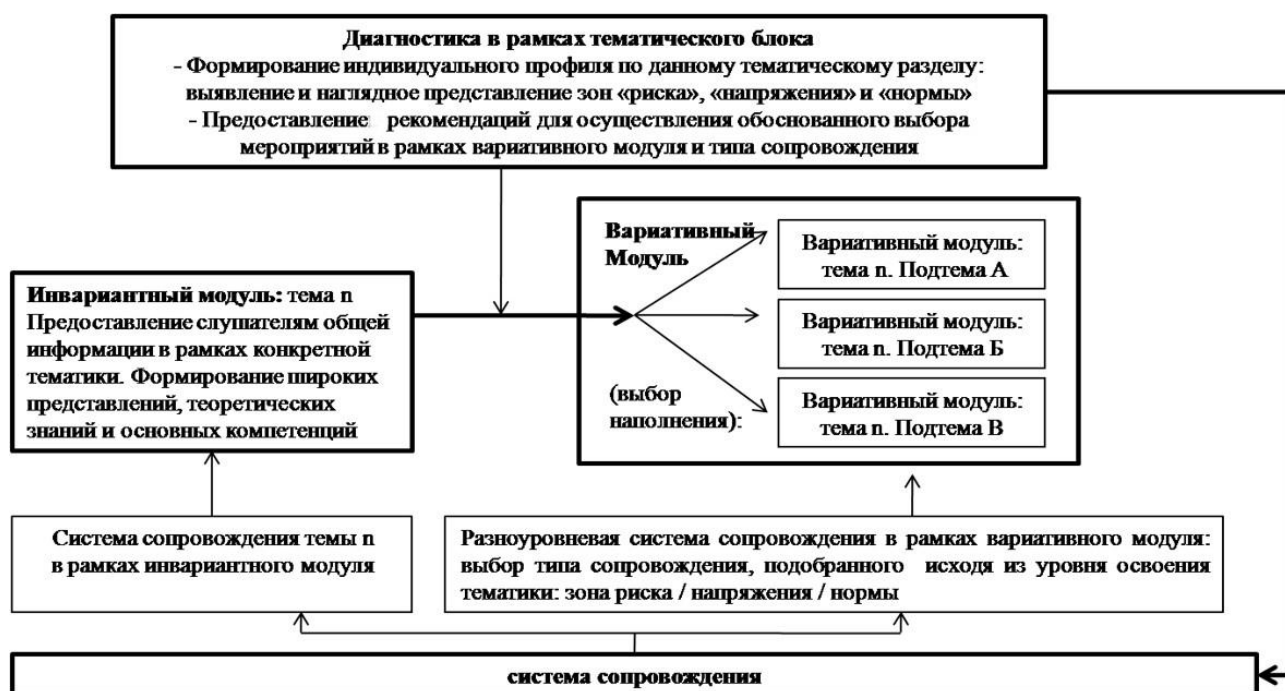 Диагностика в рамках тематического блока
- Формирование индивидуального профиля по данному тематическому разделу:
выявление и наглядное представление зон «риска», «напряжения» и «нормы»
- Предоставление рекомендаций для осуществления обоснованного выбора
мероприятий в рамках вариативного модуля и типа сопровождения
Инвариантный модуль: тема n
Предоставление слушателям общей
информации в рамках конкретной
тематики. Формирование широких
представлений, теоретических
знаний и основных компетенций
Вариативный
Модуль
(выбор
наполнения):
Вариативный модуль:
тема n. Подтема А
Вариативный модуль:
тема n. Подтема Б
Вариативный модуль:
тема n. Подтема В
Система сопровождения темы n
в рамках инвариантного модуля
Разноуровневая система сопровождения в рамках вариативного модуля:
выбор типа сопровождения, подобранного исходя из уровня освоения
тематики: зона риска / напряжения / нормы
система сопровождения